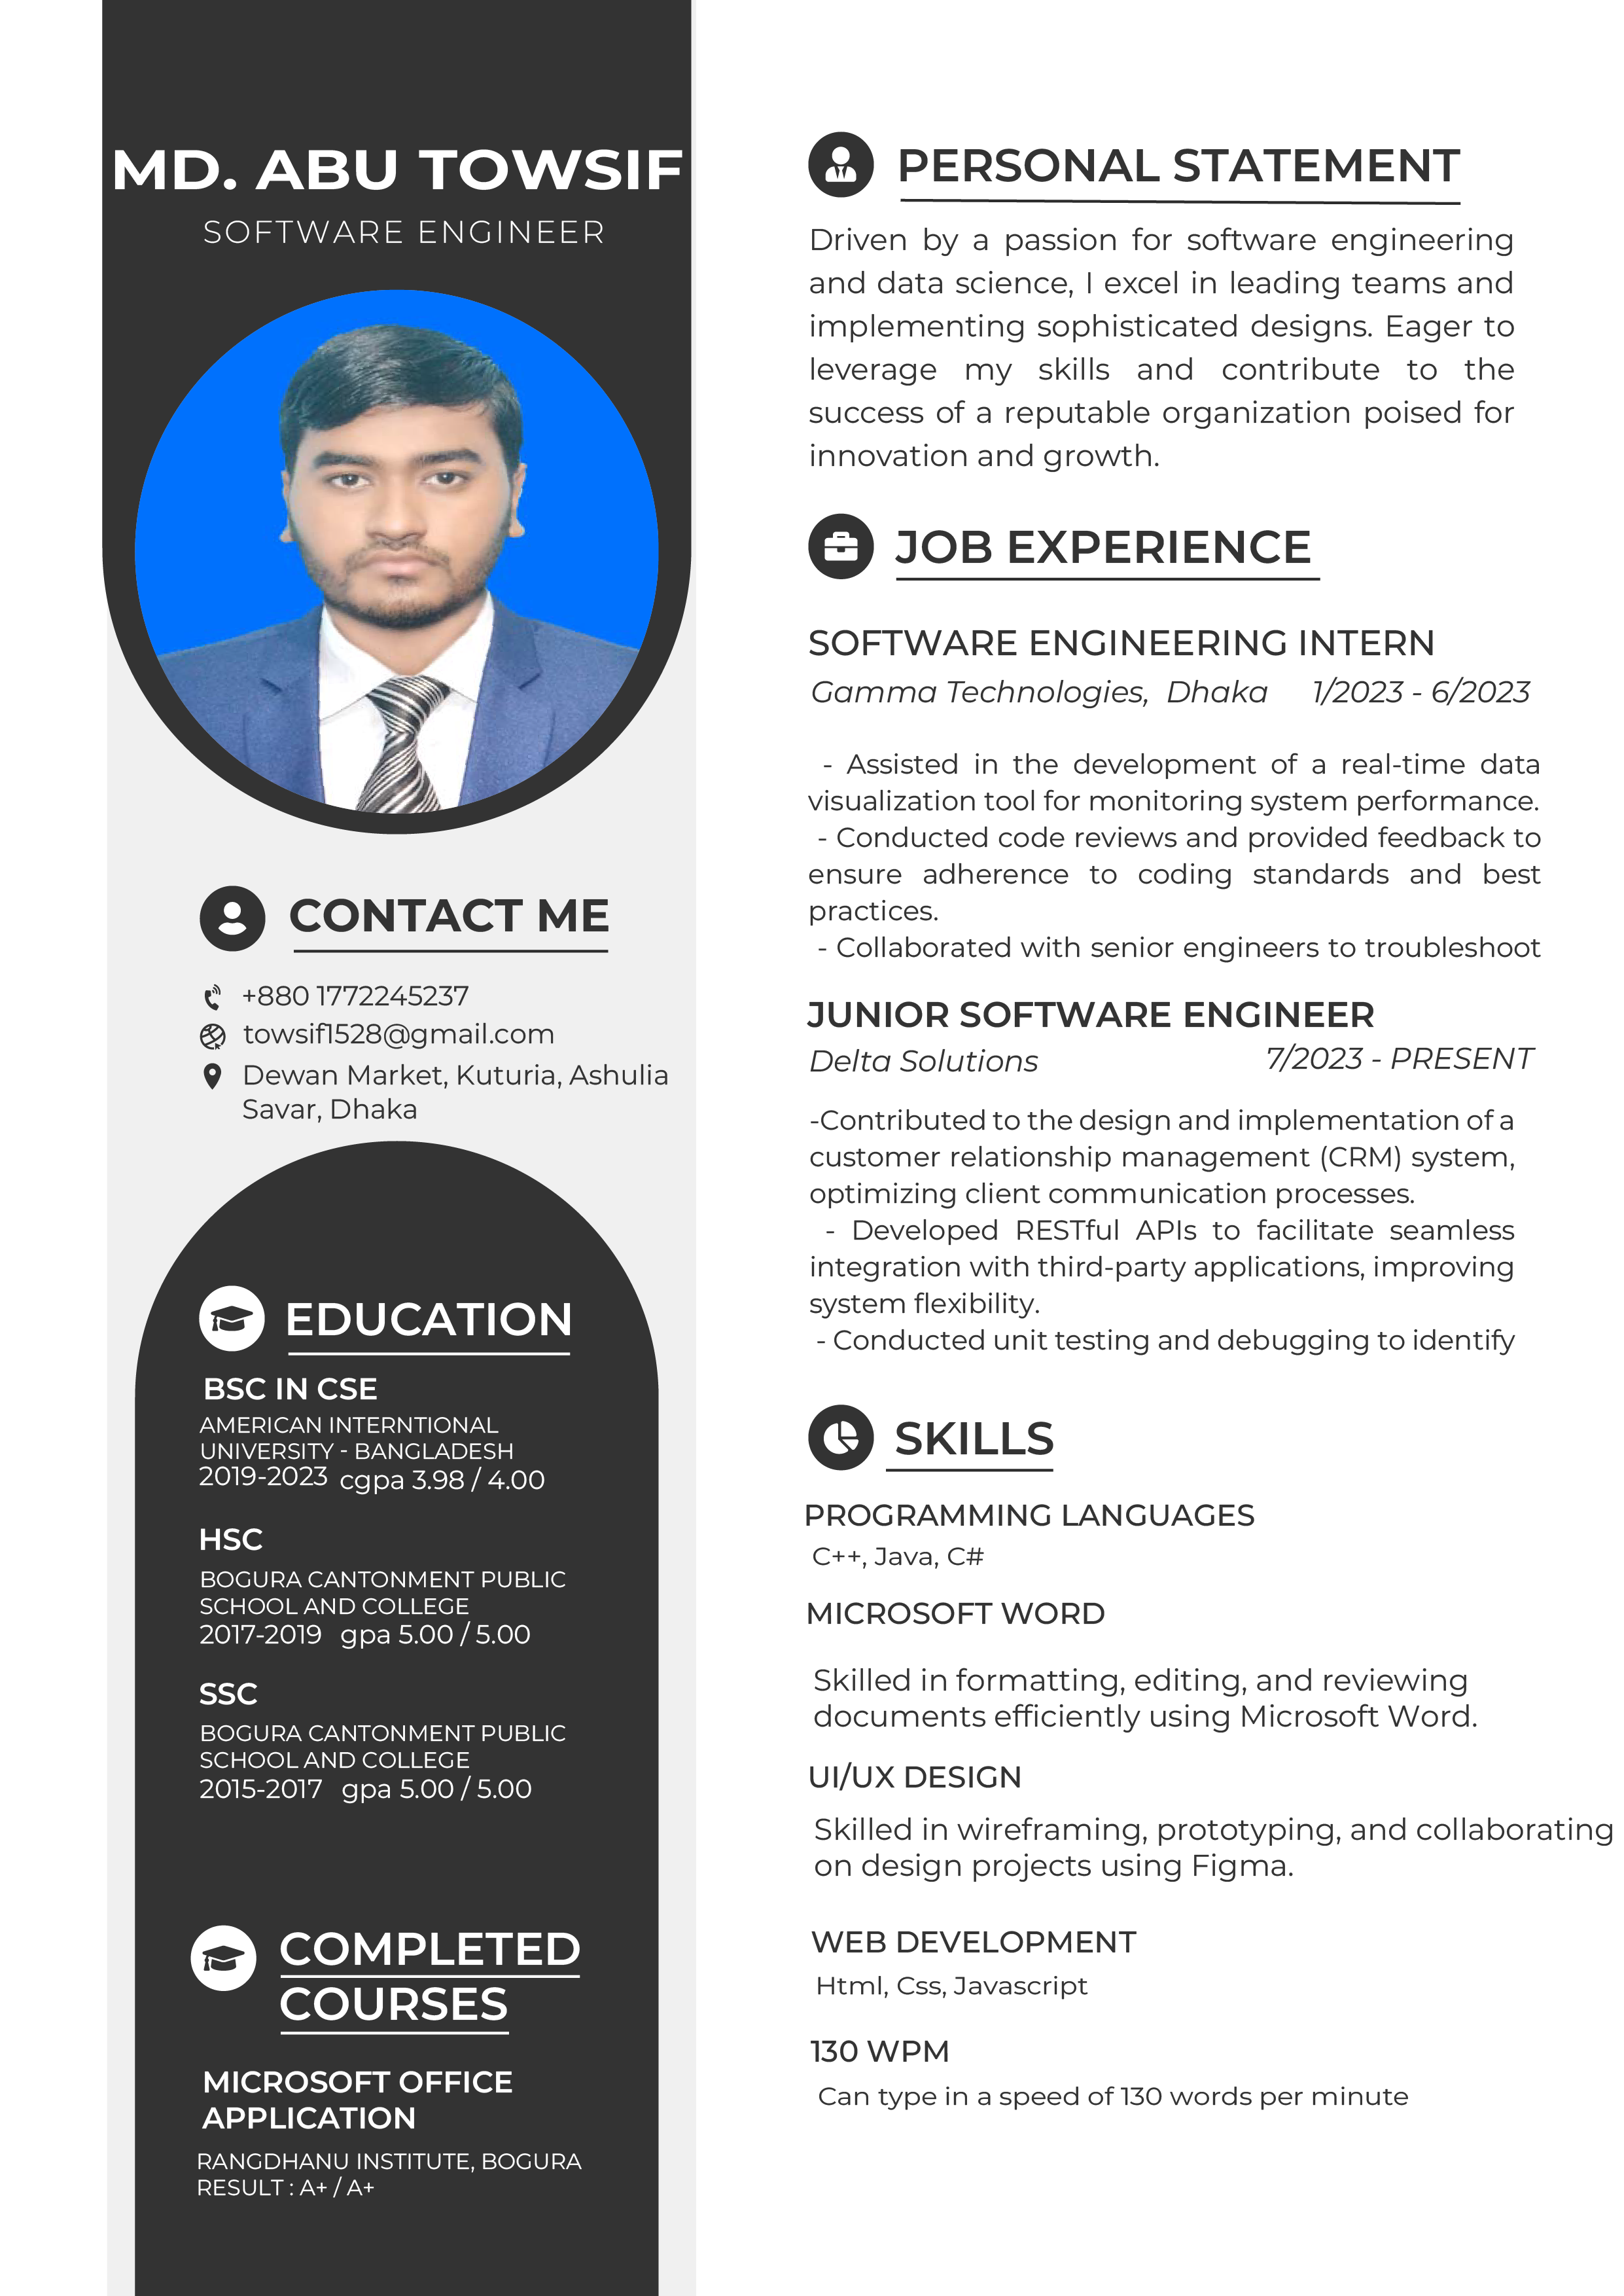 MD. ABU TOWSIF
SOFTWARE ENGINEER
CONTACT ME
+880 1772245237
towsif1528@gmail.com
Dewan Market, Kuturia, Ashulia
Savar, Dhaka
EDUCATION
BSC IN CSE
AMERICAN INTERNTIONAL
UNIVERSITY - BANGLADESH
2019-2023 cgpa 3.98 / 4.00
HSC
BOGURA CANTONMENT PUBLIC
SCHOOL AND COLLEGE
2017-2019 gpa 5.00 / 5.00
SSC
BOGURA CANTONMENT PUBLIC
SCHOOL AND COLLEGE
2015-2017 gpa 5.00 / 5.00
COMPLETED
COURSES
MICROSOFT OFFICE
APPLICATION
RANGDHANU INSTITUTE, BOGURA
RESULT : A+ / A+
PERSONAL STATEMENT
Driven by a passion for software engineering
and data science, I excel in leading teams and
implementing sophisticated designs. Eager to
leverage my skills and contribute to the
success of a reputable organization poised for
innovation and growth.
JOB EXPERIENCE
SOFTWARE ENGINEERING INTERN
Gamma Technologies, Dhaka 1/2023 - 6/2023
- Assisted in the development of a real-time data
visualization tool for monitoring system performance.
- Conducted code reviews and provided feedback to
ensure adherence to coding standards and best
practices.
- Collaborated with senior engineers to troubleshoot
JUNIOR SOFTWARE ENGINEER
Delta Solutions 7/2023 - PRESENT
-Contributed to the design and implementation of a
customer relationship management (CRM) system,
optimizing client communication processes.
- Developed RESTful APIs to facilitate seamless
integration with third-party applications, improving
system flexibility.
- Conducted unit testing and debugging to identify
SKILLS
PROGRAMMING LANGUAGES
C++, Java, C#
MICROSOFT WORD
Skilled in formatting, editing, and reviewing
documents efficiently using Microsoft Word.
UI/UX DESIGN
Skilled in wireframing, prototyping, and collaborating
on design projects using Figma.
WEB DEVELOPMENT
Html, Css, Javascript
130 WPM
Can type in a speed of 130 words per minute